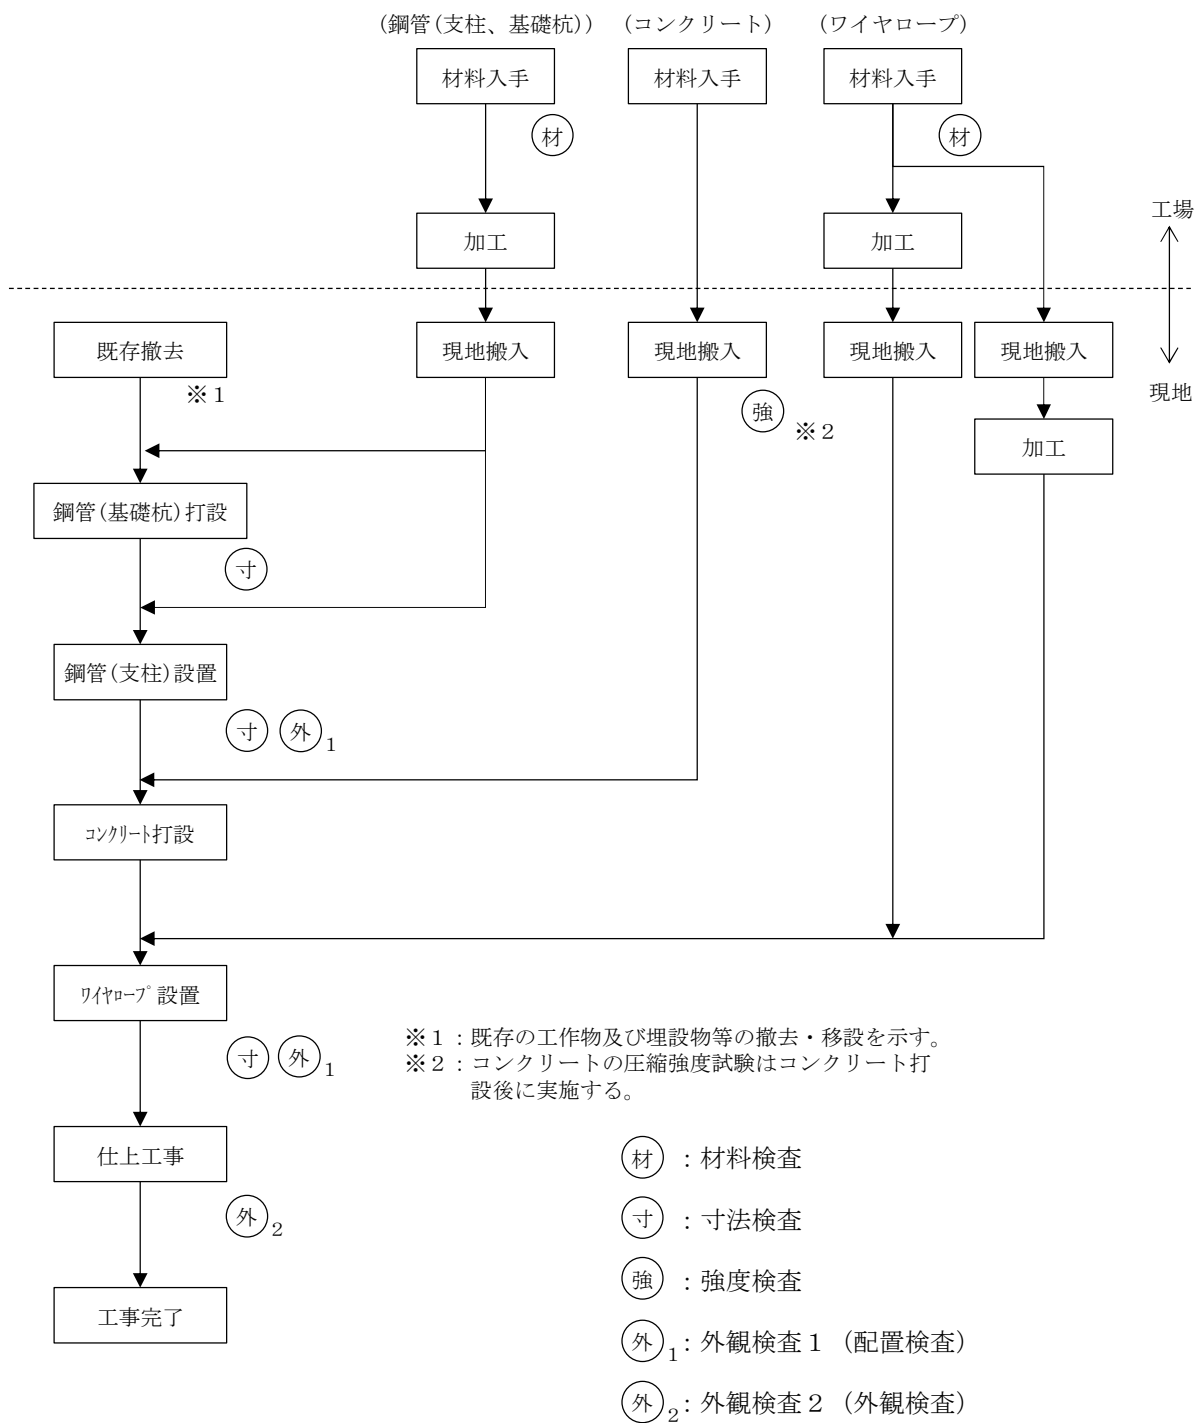 (鋼管(支柱、基礎杭)) (コンクリート) (ワイヤロープ)
材料入手 材料入手 材料入手
材 材
工場
加工 加工
既存撤去 現地搬入 現地搬入 現地搬入 現地搬入
※1 現地
強 ※2
加工
鋼管(基礎杭)打設
寸
鋼管(支柱)設置
寸 外1
ｺﾝｸﾘｰﾄ打設
ﾜｲﾔﾛｰﾌﾟ設置
※1:既存の工作物及び埋設物等の撤去・移設を示す。
寸 外1
※2:コンクリートの圧縮強度試験はコンクリート打
設後に実施する。
仕上工事
材:材料検査
外2
寸:寸法検査
強:強度検査
工事完了
外1:外観検査1(配置検査)
外2:外観検査2(外観検査)